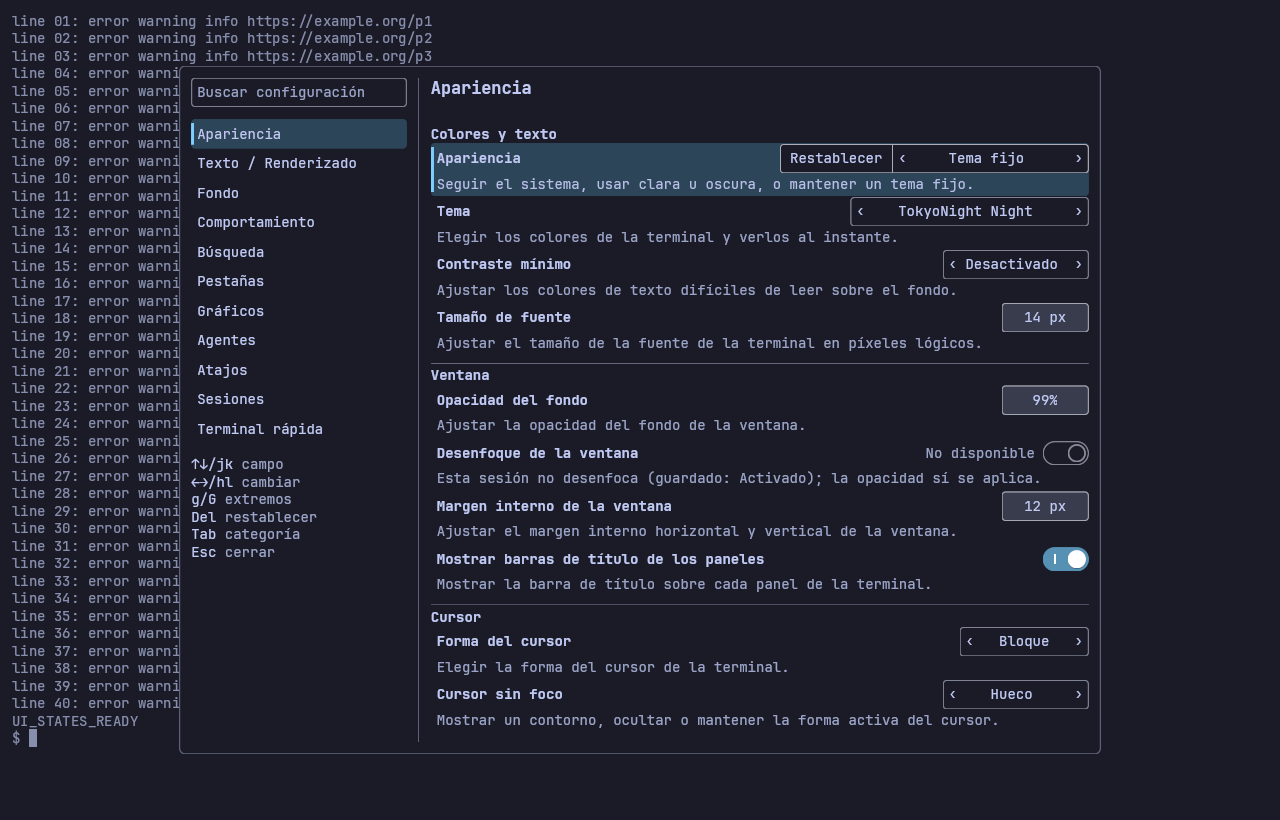 line 01: error warning info https://example.org/p1
line 02: error warning info https://example.org/p2
line 03: error warning info https://example.org/p3
line 04: error warni
line 05: error warni
line 06: error warni
line 07: error warni
line 08: error warni
line 09: error warni
line 10: error warni
line 11: error warni
line 12: error warni
line 13: error warni
line 14: error warni
line 15: error warni
line 16: error warni
line 17: error warni
line 18: error warni
line 19: error warni
line 20: error warni
line 21: error warni
line 22: error warni
line 23: error warni
line 24: error warni
line 25: error warni
line 26: error warni
line 27: error warni
line 28: error warni
line 29: error warni
line 30: error warni
line 31: error warni
line 32: error warni
line 33: error warni
line 34: error warni
line 35: error warni
line 36: error warni
line 37: error warni
line 38: error warni
line 39: error warni
line 40: error warni
UI_STATES_READY
$
Buscar configuración
Apariencia
Texto / Renderizado
Fondo
Comportamiento
Búsqueda
Pestañas
Gráficos
Agentes
Atajos
Sesiones
Terminal rápida
↑↓/jk campo
↔/hl cambiar
g/G extremos
Del restablecer
Tab categoría
Esc cerrar
Apariencia
Colores y texto
Apariencia Restablecer ‹ Tema fijo ›
Seguir el sistema, usar clara u oscura, o mantener un tema fijo.
Tema ‹ TokyoNight Night ›
Elegir los colores de la terminal y verlos al instante.
Contraste mínimo ‹ Desactivado ›
Ajustar los colores de texto difíciles de leer sobre el fondo.
Tamaño de fuente 14 px
Ajustar el tamaño de la fuente de la terminal en píxeles lógicos.
Ventana
Opacidad del fondo 99%
Ajustar la opacidad del fondo de la ventana.
Desenfoque de la ventana No disponible
Esta sesión no desenfoca (guardado: Activado); la opacidad sí se aplica.
Margen interno de la ventana 12 px
Ajustar el margen interno horizontal y vertical de la ventana.
Mostrar barras de título de los paneles
Mostrar la barra de título sobre cada panel de la terminal.
Cursor
Forma del cursor ‹ Bloque ›
Elegir la forma del cursor de la terminal.
Cursor sin foco ‹ Hueco ›
Mostrar un contorno, ocultar o mantener la forma activa del cursor.